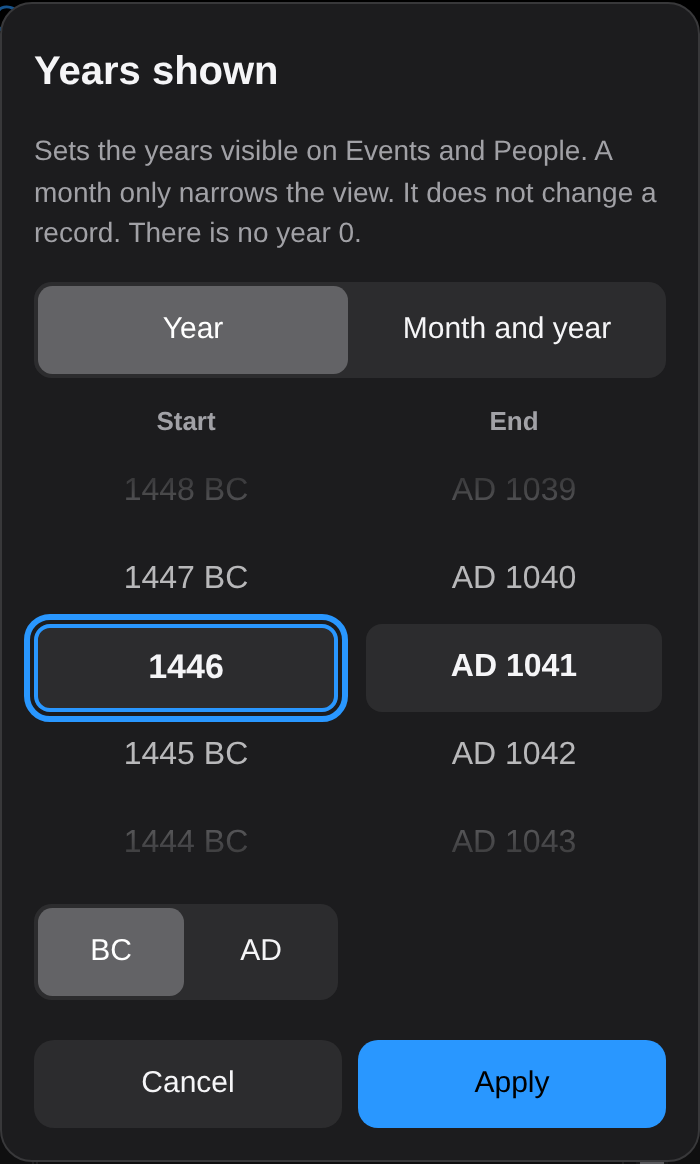 Years shown
Sets the years visible on Events and People. A
month only narrows the view. It does not change a
record. There is no year 0.
Year Month and year
Start End
1448 BC AD 1039
1447 BC AD 1040
1446 AD 1041
1445 BC AD 1042
1444 BC AD 1043
BC AD
Cancel Apply